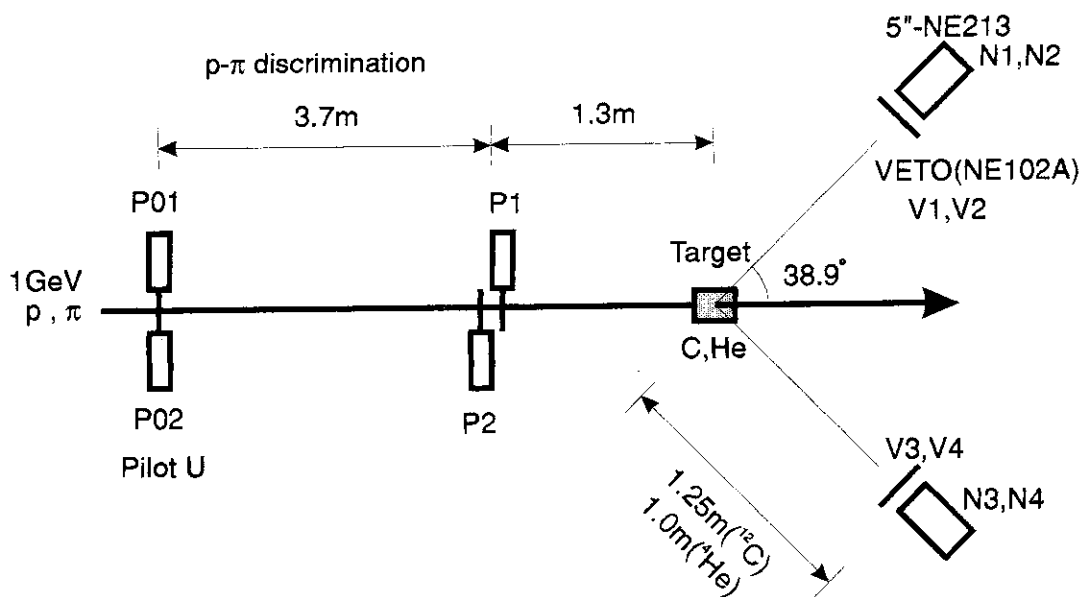 5"-NE213
N1,N2
p-π discrimination
3.7m
1.3m
VETO(NE102A)
V1,V2
P01
P1
Target
38.9°
1GeV
p , π
C,He
P02
P2
Pilot U
V3,V4
N3,N4
1.25m(¹²C)
1.0m(⁴He)